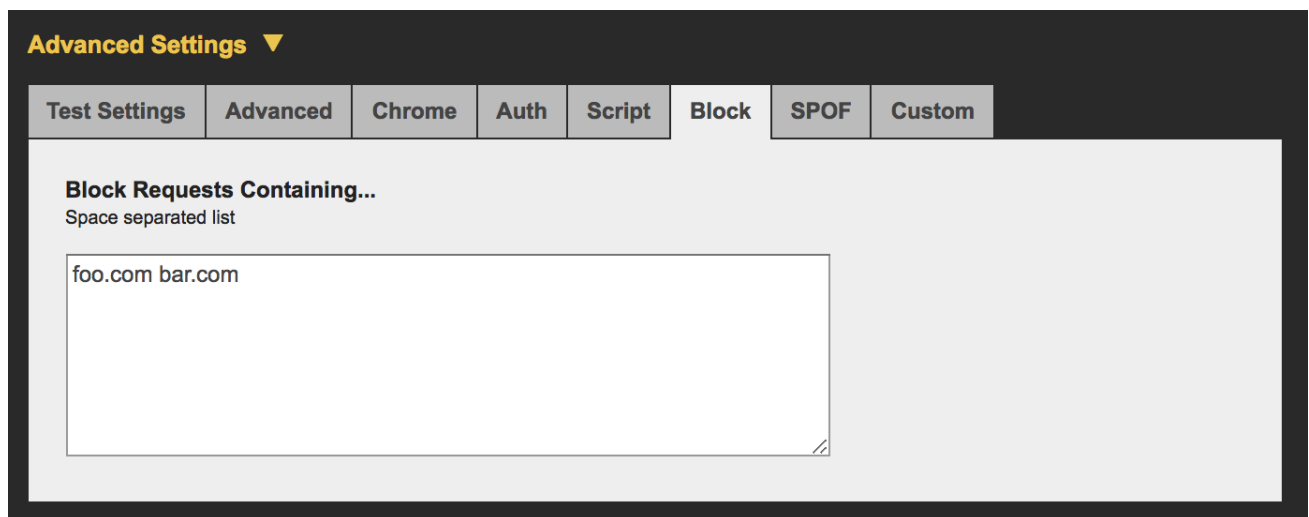 Advanced Settings ▼
Test Settings Advanced Chrome Auth Script Block SPOF Custom
Block Requests Containing...
Space separated list
foo.com bar.com